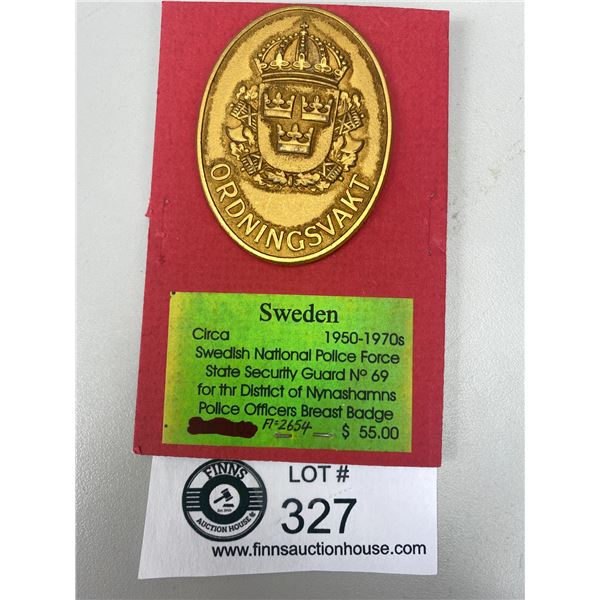 ORDNINGSVAKT
Sweden
Circa 1950-1970s
Swedish National Police Force
State Security Guard Nº 69
for thr District of Nynashamns
Police Officers Breast Badge
F1=2654 $ 55.00
FINNS
AUCTION HOUSE
LOT #
327
www.finnsauctionhouse.com